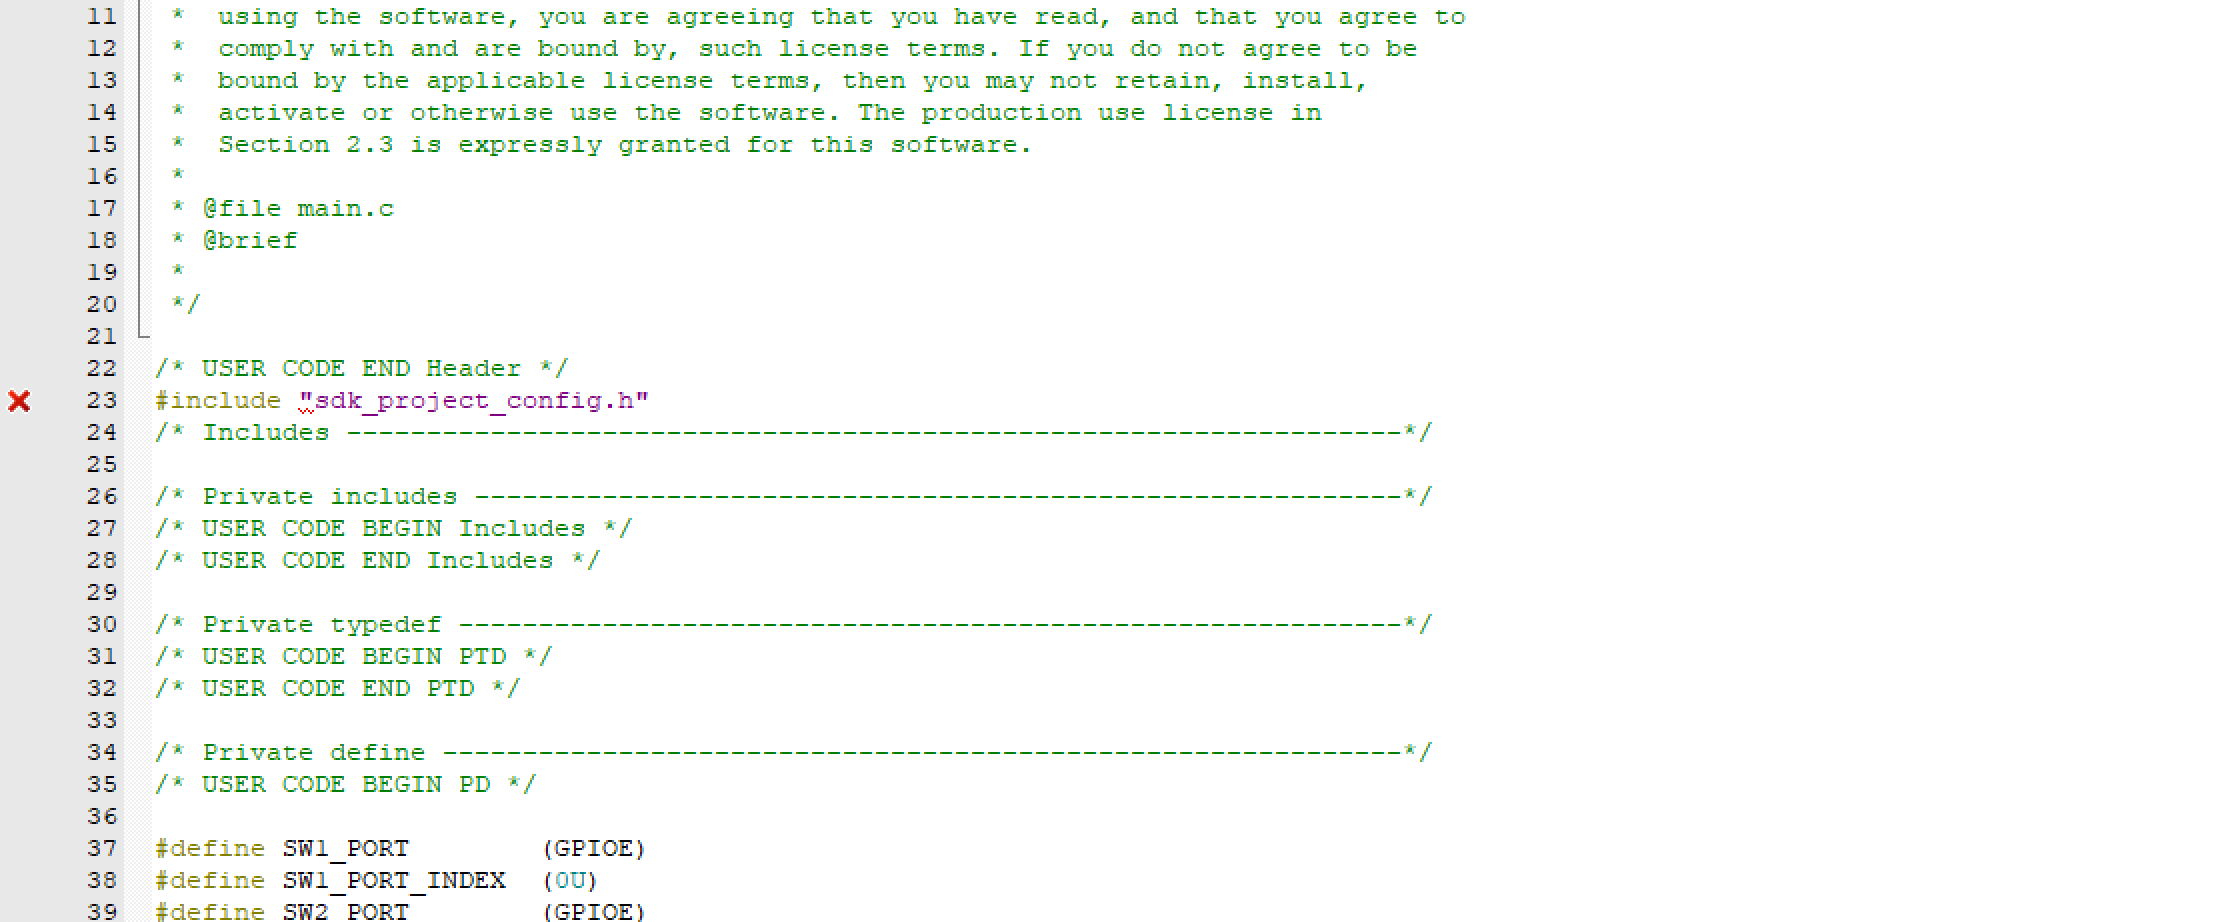 11 * using the software, you are agreeing that you have read, and that you agree to
12 * comply with and are bound by, such license terms. If you do not agree to be
13 * bound by the applicable license terms, then you may not retain, install,
14 * activate or otherwise use the software. The production use license in
15 * Section 2.3 is expressly granted for this software.
16 *
17 * @file main.c
18 * @brief
19 *
20 */
21
22 /* USER CODE END Header */
23 #include "sdk_project_config.h"
24 /* Includes ------------------------------------------------------------------*/
25
26 /* Private includes ----------------------------------------------------------*/
27 /* USER CODE BEGIN Includes */
28 /* USER CODE END Includes */
29
30 /* Private typedef -----------------------------------------------------------*/
31 /* USER CODE BEGIN PTD */
32 /* USER CODE END PTD */
33
34 /* Private define ------------------------------------------------------------*/
35 /* USER CODE BEGIN PD */
36
37 #define SW1_PORT (GPIOE)
38 #define SW1_PORT_INDEX (0U)
39 #define SW2_PORT (GPIOE)